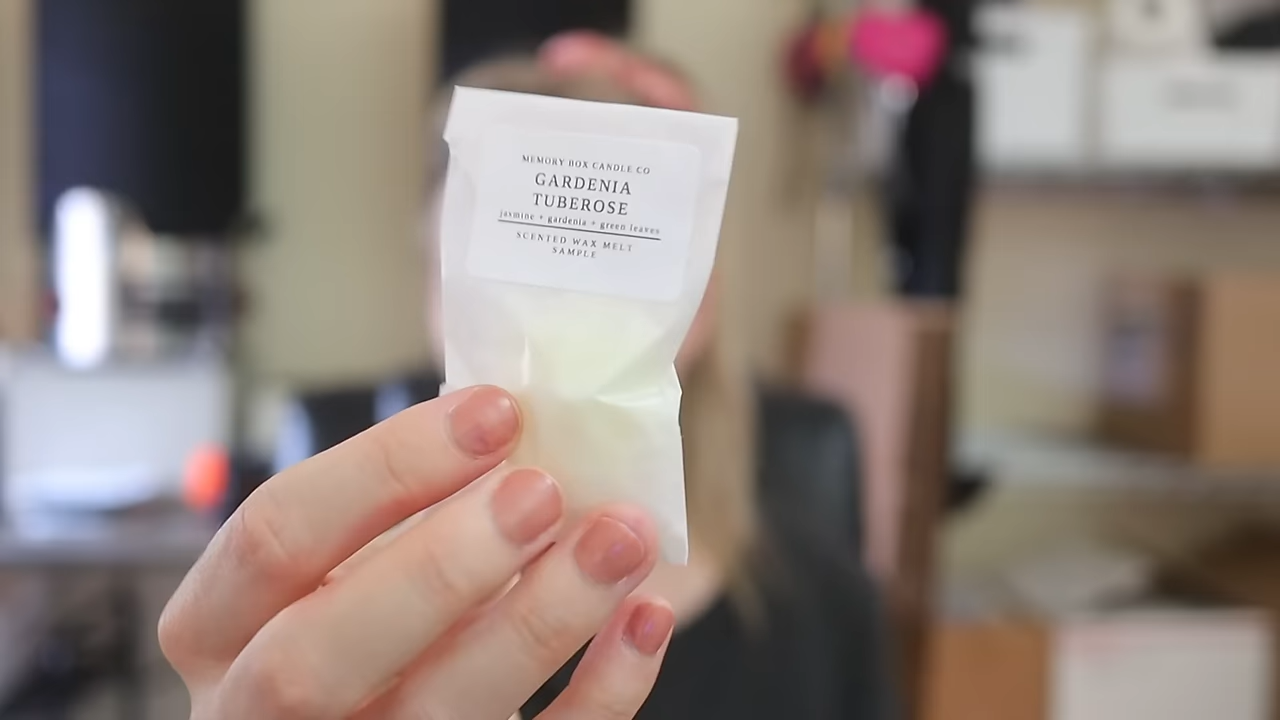 MEMORY BOX CANDLE CO
GARDENIA
TUBEROSE
jasmine + gardenia + green leaves
SCENTED WAX MELT
SAMPLE